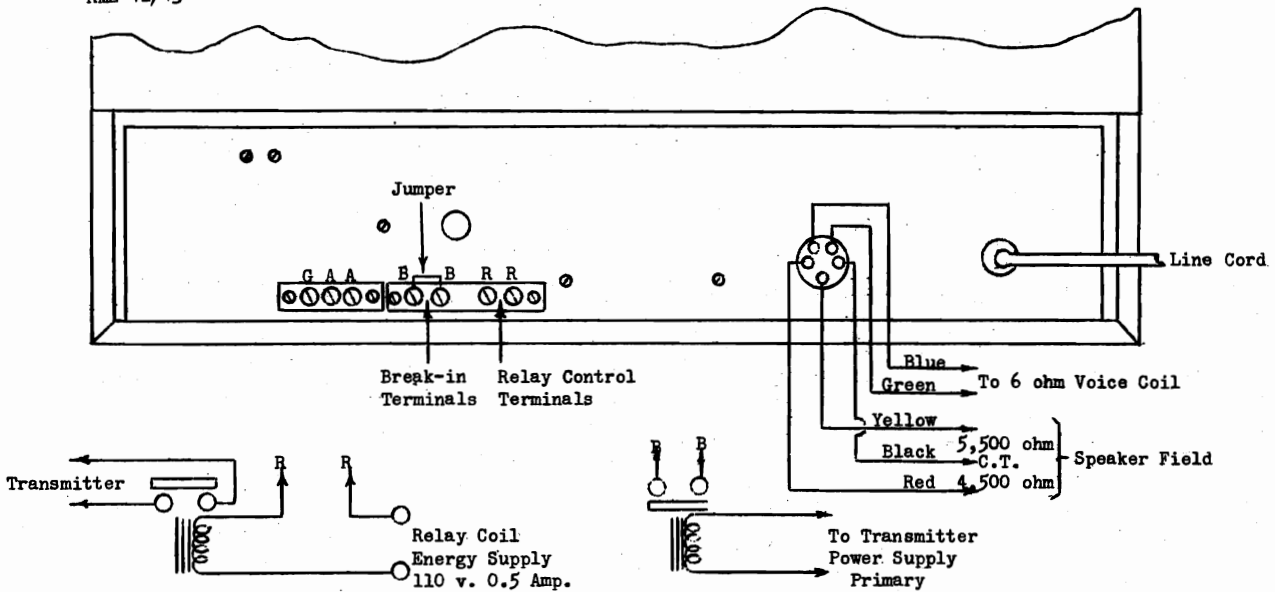 Jumper
G A A B B R R
Line Cord
Break-in Terminals
Relay Control Terminals
Blue
Green
To 6 ohm Voice Coil
Yellow
5,500 ohm
Black
C.T.
Speaker Field
Red 4,500 ohm
Transmitter
R R
Relay Coil
Energy Supply
110 v. 0.5 Amp.
B B
To Transmitter
Power Supply
Primary